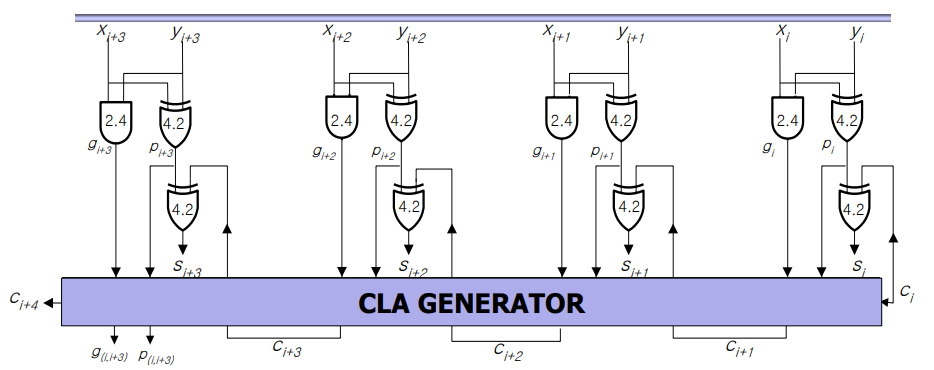 x_{i+3} y_{i+3} x_{i+2} y_{i+2} x_{i+1} y_{i+1} x_i y_i
2.4 4.2 2.4 4.2 2.4 4.2 2.4 4.2
g_{i+3} p_{i+3} g_{i+2} p_{i+2} g_{i+1} p_{i+1} g_i p_i
4.2 4.2 4.2 4.2
s_{i+3} s_{i+2} s_{i+1} s_i
c_{i+4} CLA GENERATOR c_i
g_{(i,i+3)} p_{(i,i+3)} c_{i+3} c_{i+2} c_{i+1}